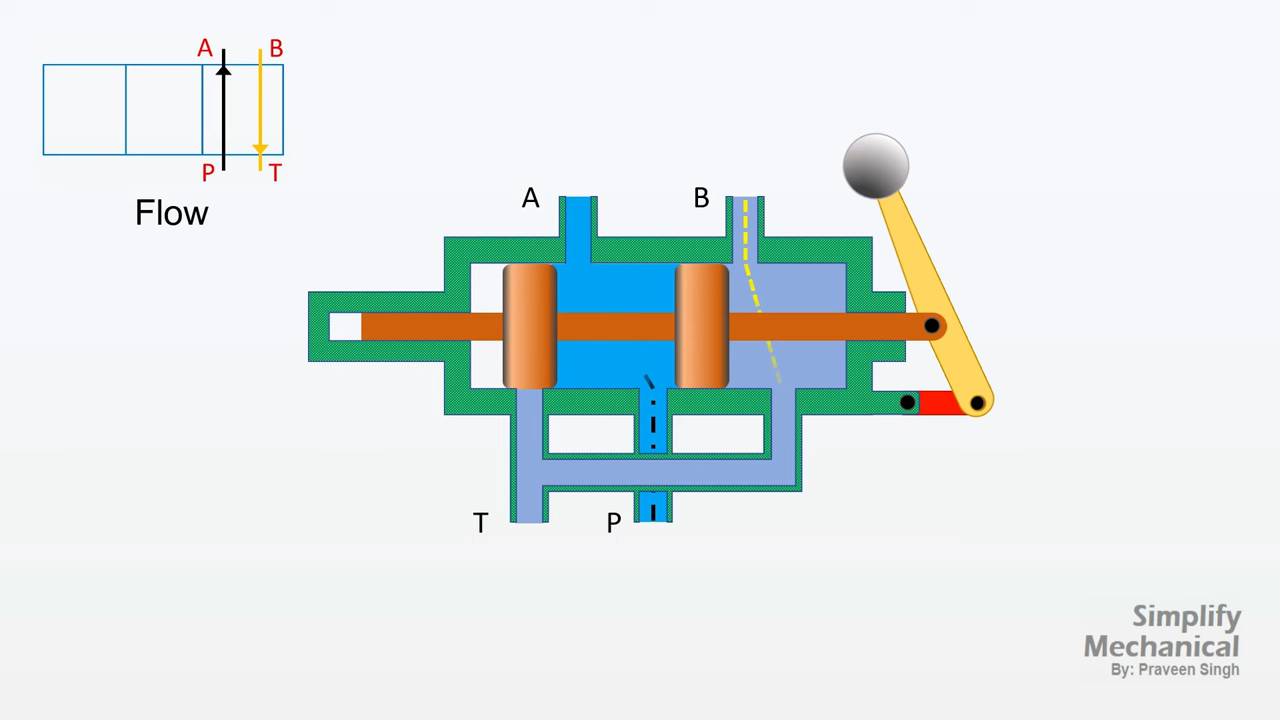 A B
P T
Flow
A B
T P
Simplify
Mechanical
By: Praveen Singh